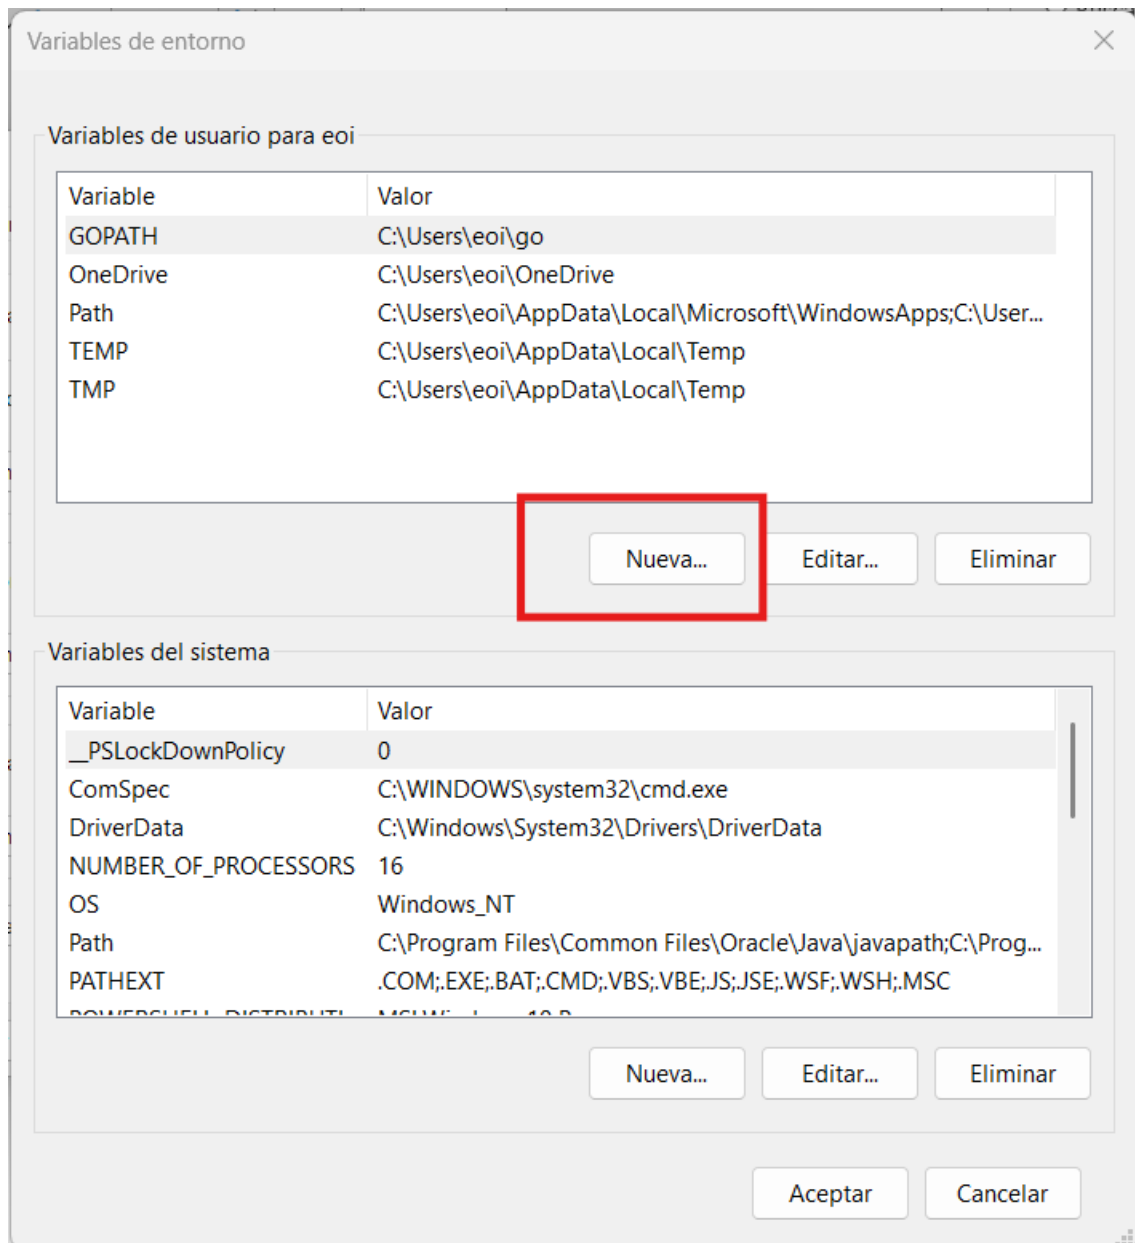 Variables de entorno
Variables de usuario para eoi
Variable Valor
GOPATH C:\Users\eoi\go
OneDrive C:\Users\eoi\OneDrive
Path C:\Users\eoi\AppData\Local\Microsoft\WindowsApps;C:\User...
TEMP C:\Users\eoi\AppData\Local\Temp
TMP C:\Users\eoi\AppData\Local\Temp
Nueva... Editar... Eliminar
Variables del sistema
Variable Valor
__PSLockDownPolicy 0
ComSpec C:\WINDOWS\system32\cmd.exe
DriverData C:\Windows\System32\Drivers\DriverData
NUMBER_OF_PROCESSORS 16
OS Windows_NT
Path C:\Program Files\Common Files\Oracle\Java\javapath;C:\Prog...
PATHEXT .COM;.EXE;.BAT;.CMD;.VBS;.VBE;.JS;.JSE;.WSF;.WSH;.MSC
Nueva... Editar... Eliminar
Aceptar Cancelar